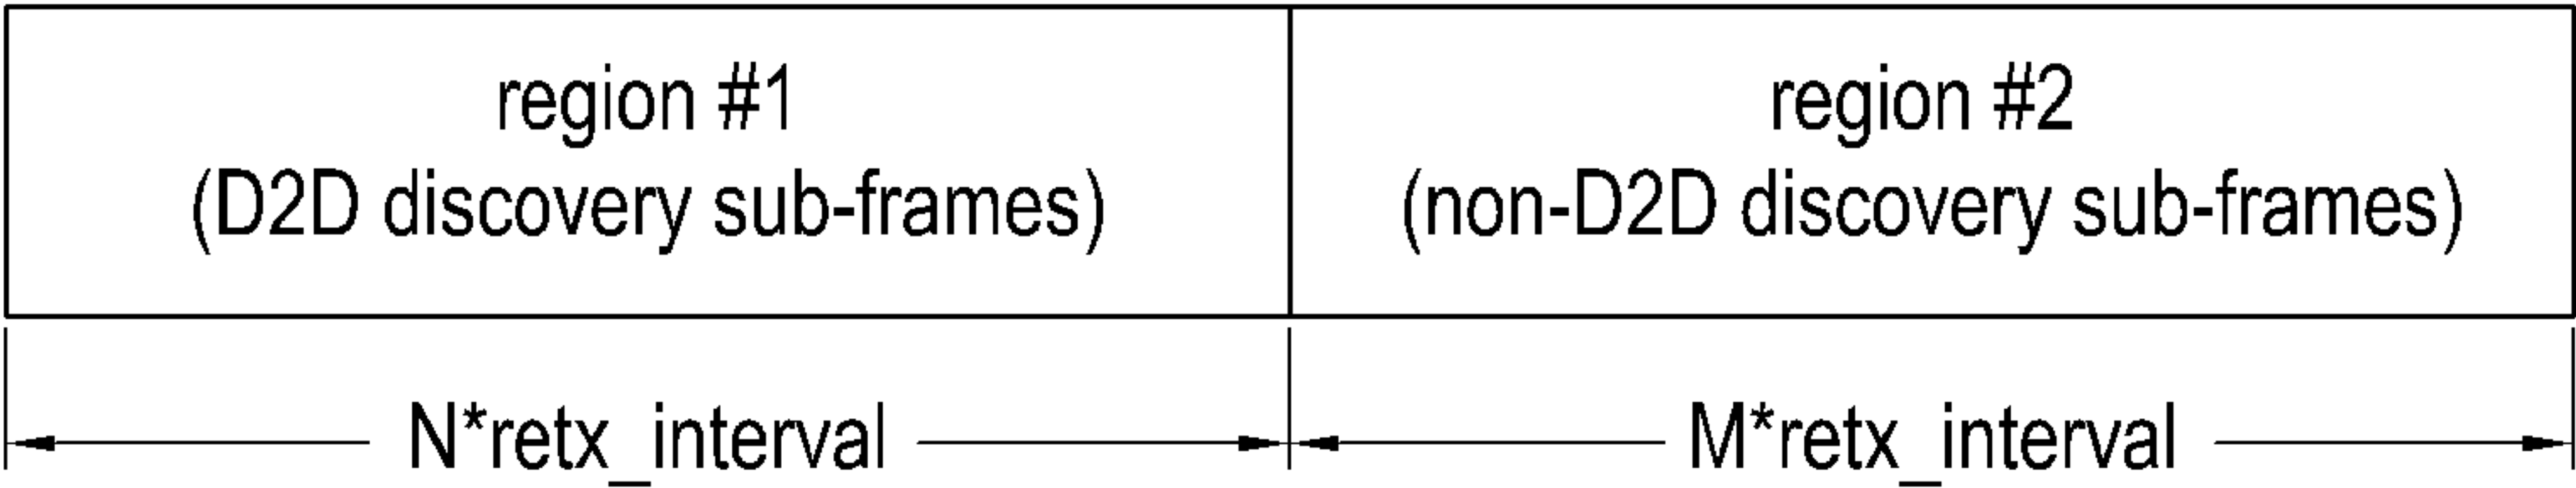 region #1
(D2D discovery sub-frames)
region #2
(non-D2D discovery sub-frames)
N*retx_interval
M*retx_interval